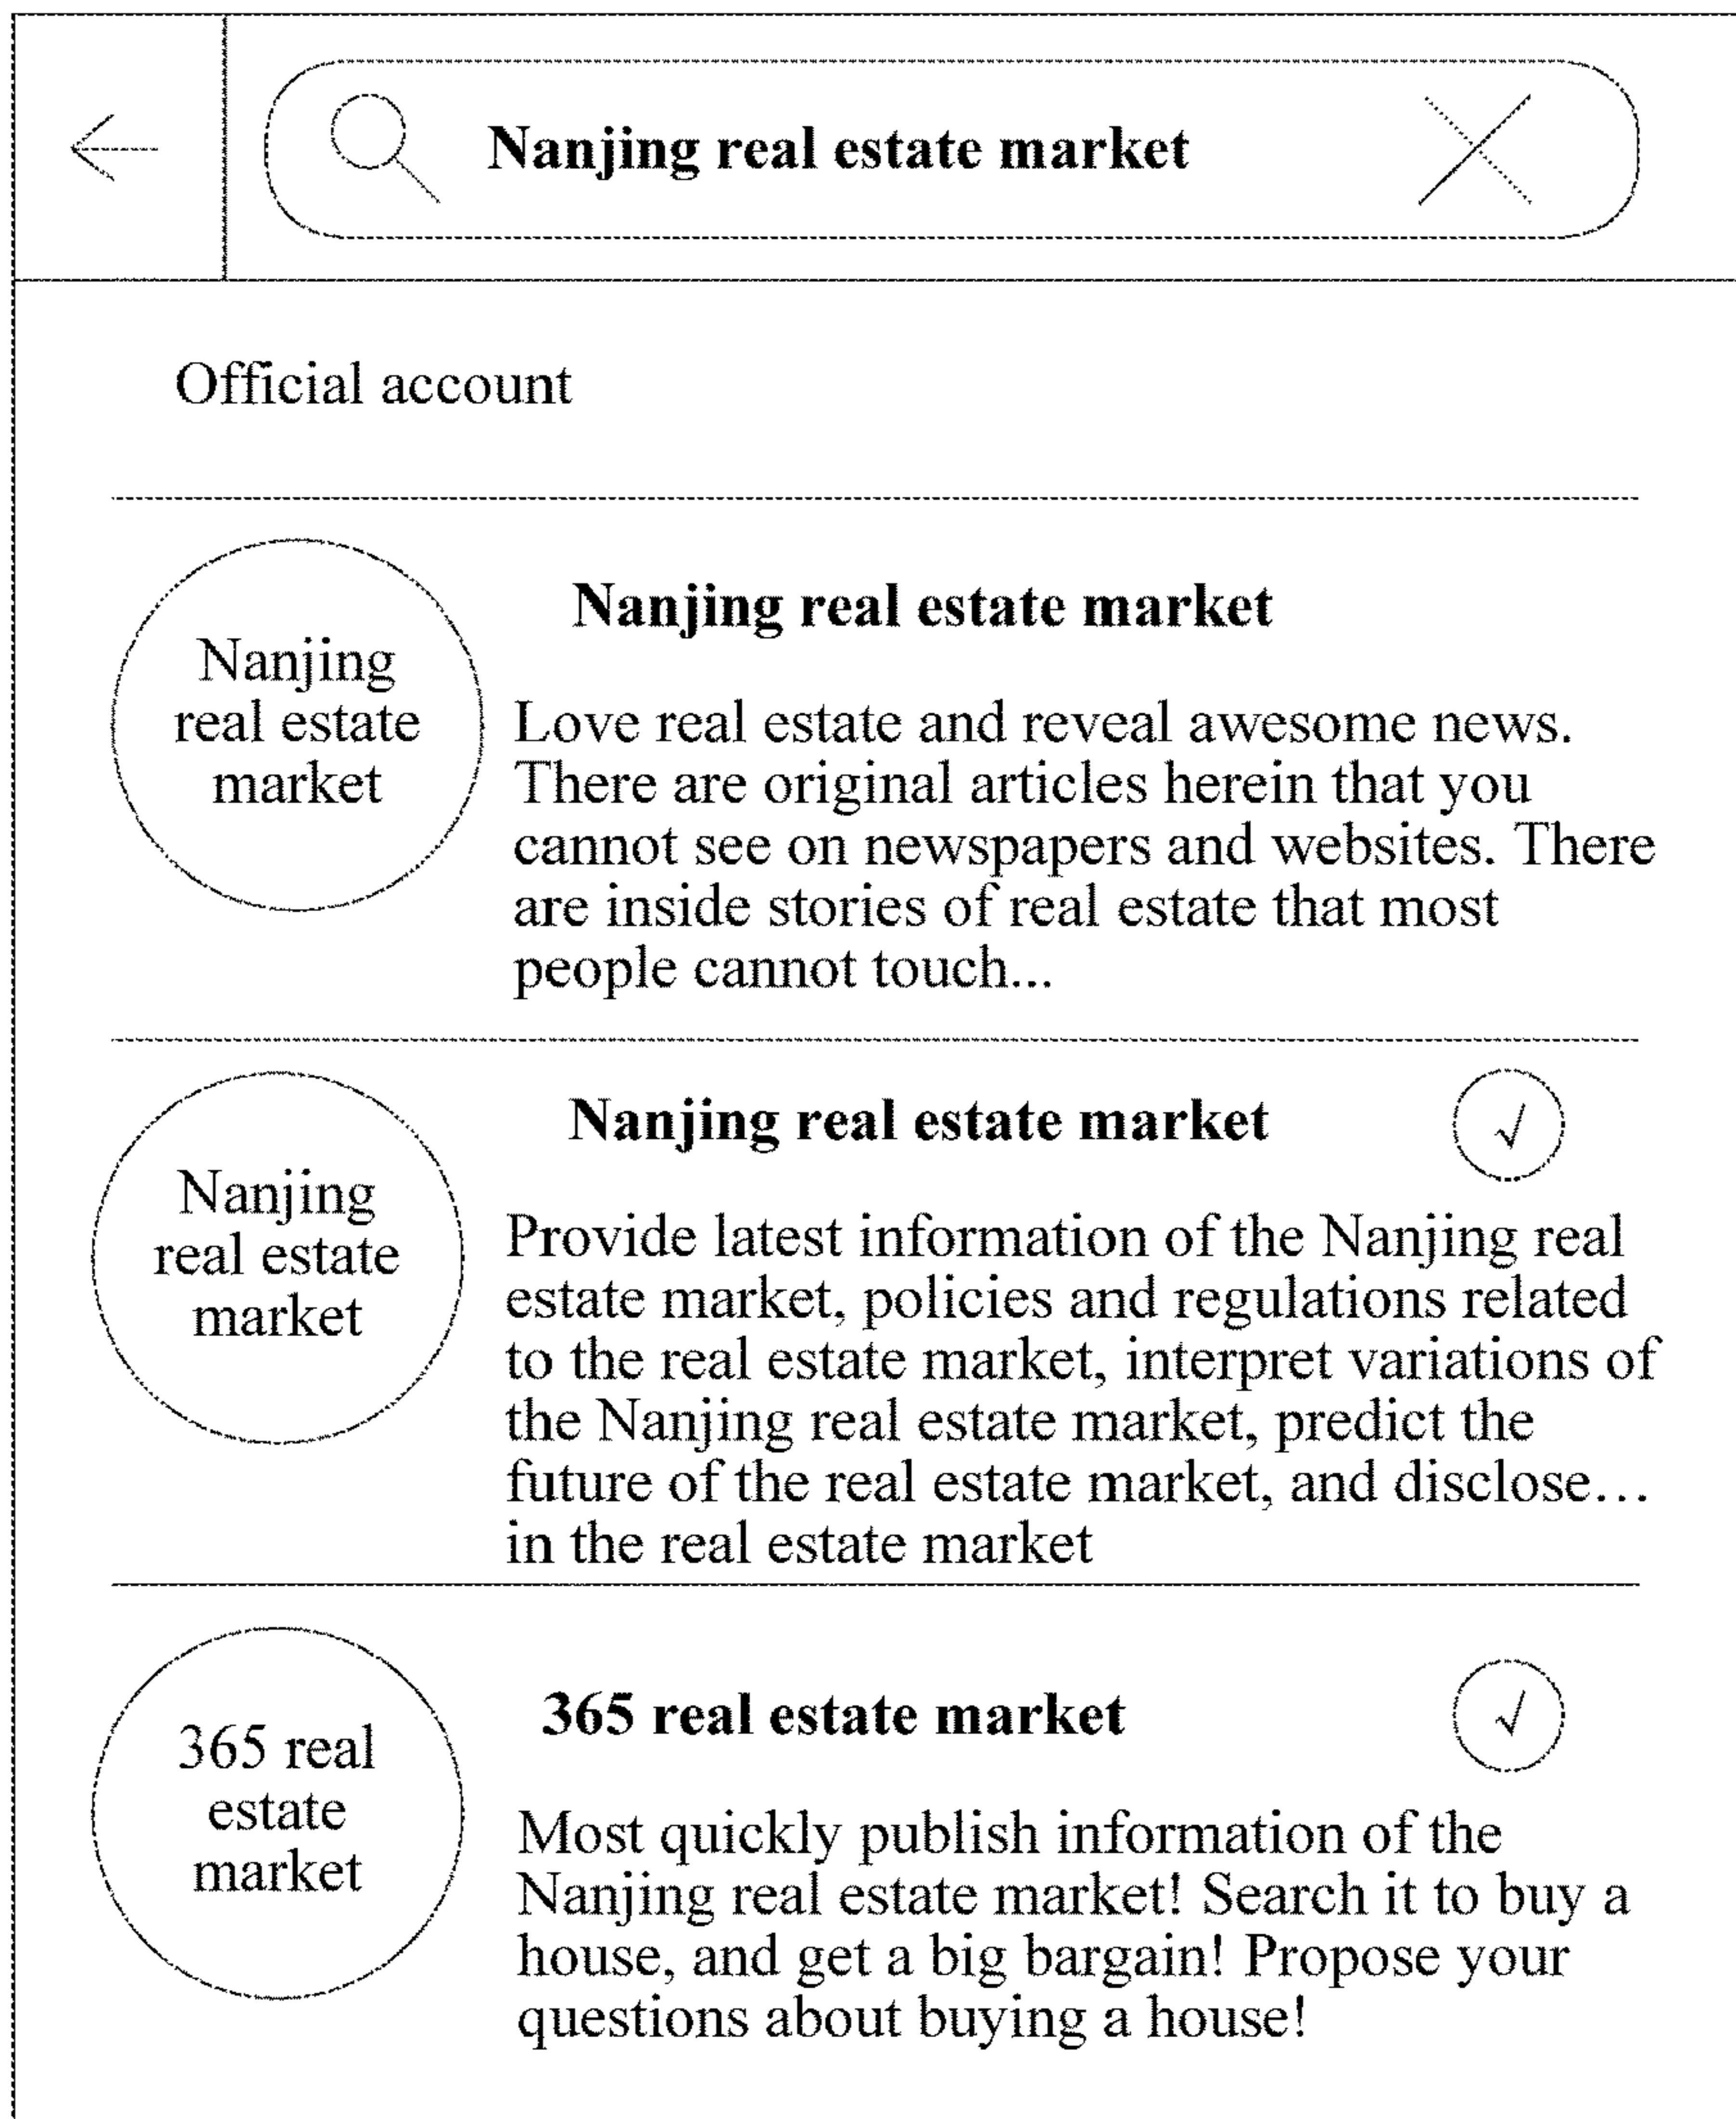 Nanjing real estate market
Official account
Nanjing
real estate
market
Nanjing real estate market
Love real estate and reveal awesome news.
There are original articles herein that you
cannot see on newspapers and websites. There
are inside stories of real estate that most
people cannot touch...
Nanjing
real estate
market
Nanjing real estate market
Provide latest information of the Nanjing real
estate market, policies and regulations related
to the real estate market, interpret variations of
the Nanjing real estate market, predict the
future of the real estate market, and disclose…
in the real estate market
365 real
estate
market
365 real estate market
Most quickly publish information of the
Nanjing real estate market! Search it to buy a
house, and get a big bargain! Propose your
questions about buying a house!